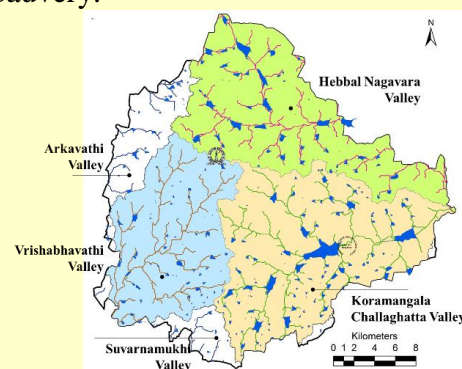 N
Hebbal Nagavara
Valley
Arkavathi
Valley
Vrishabhavathi
Valley
Koramangala
Challaghatta Valley
Suvarnamukhi
Valley
Kilometers
0 1 2 4 6 8